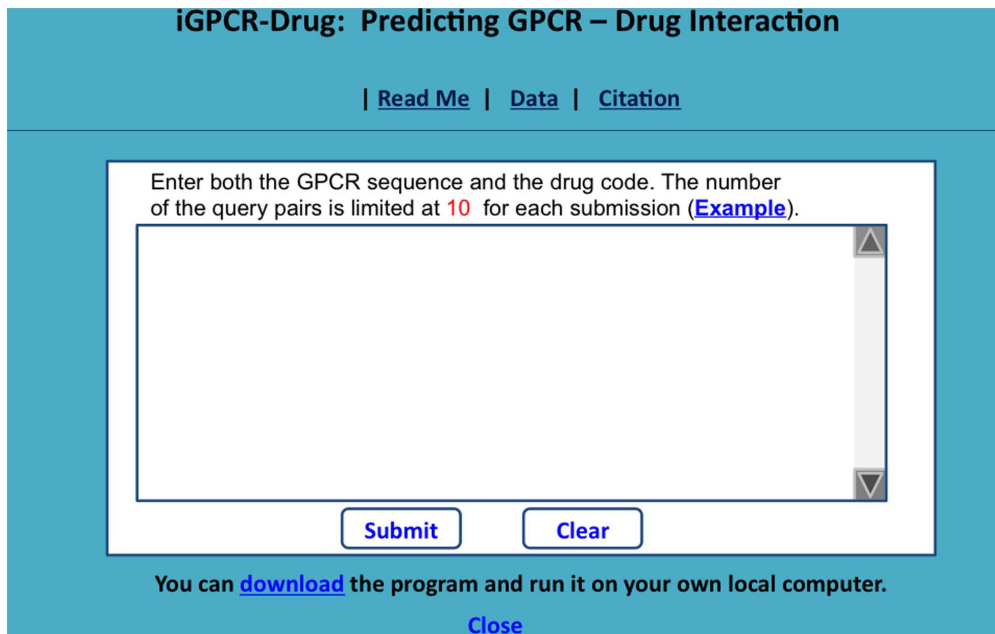 iGPCR-Drug: Predicting GPCR – Drug Interaction
| Read Me | Data | Citation
Enter both the GPCR sequence and the drug code. The number
of the query pairs is limited at 10 for each submission (Example).
Submit Clear
You can download the program and run it on your own local computer.
Close